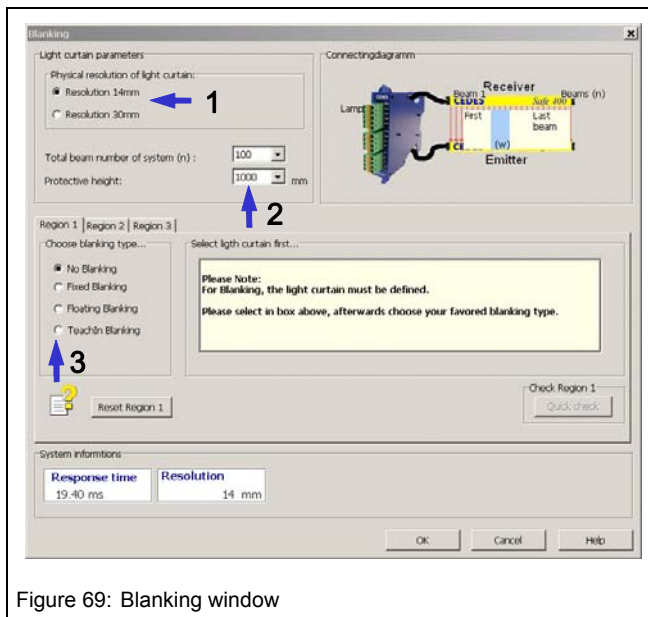 Blanking
Light curtain parameters
Physical resolution of light curtain:
Resolution 14mm
1
Resolution 30mm
Total beam number of system (n) :
100
Protective height:
1000
mm
2
Connectingdiagramm
Receiver
Beam 1
Beams (n)
Lamp
CEDES
Safe 400
First
Last
beam
(w)
CE
Emitter
Region 1
Region 2
Region 3
Choose blanking type...
No Blanking
Fixed Blanking
Floating Blanking
TeachIn Blanking
3
Select ligth curtain first...
Please Note:
For Blanking, the light curtain must be defined.
Please select in box above, afterwards choose your favored blanking type.
Reset Region 1
Check Region 1
Quick check
System informtions
Response time
19.40 ms
Resolution
14 mm
OK
Cancel
Help
Figure 69: Blanking window